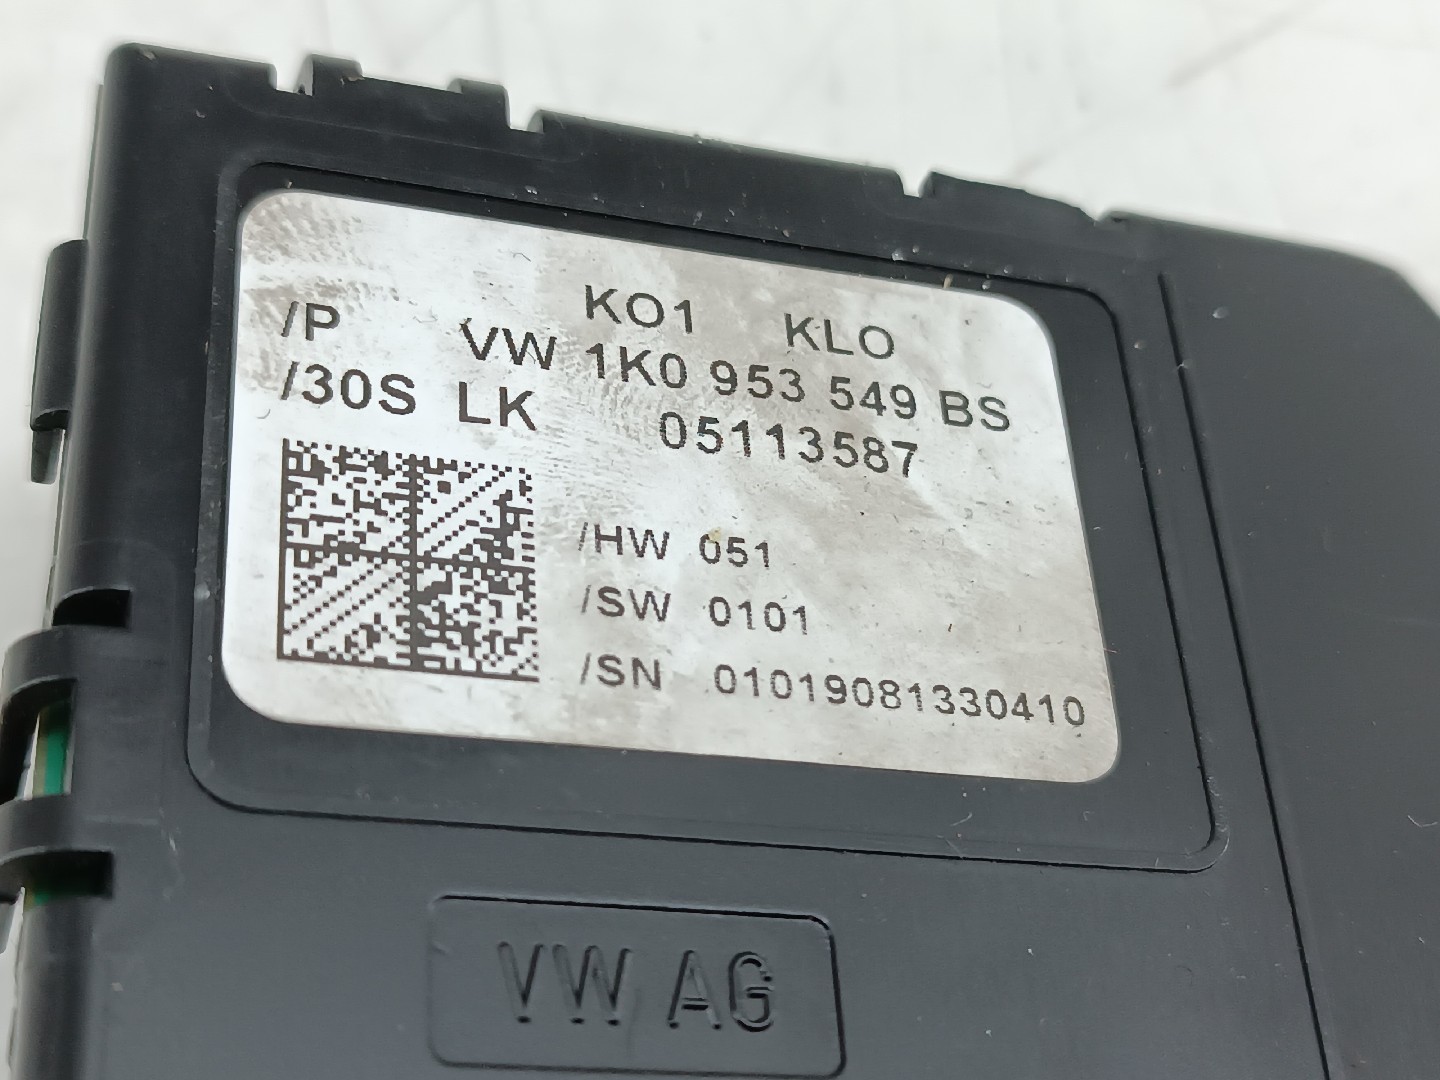 KO1 KLO
/P VW 1K0 953 549 BS
/30S LK 05113587
/HW 051
/SW 0101
/SN 01019081330410
VW AG